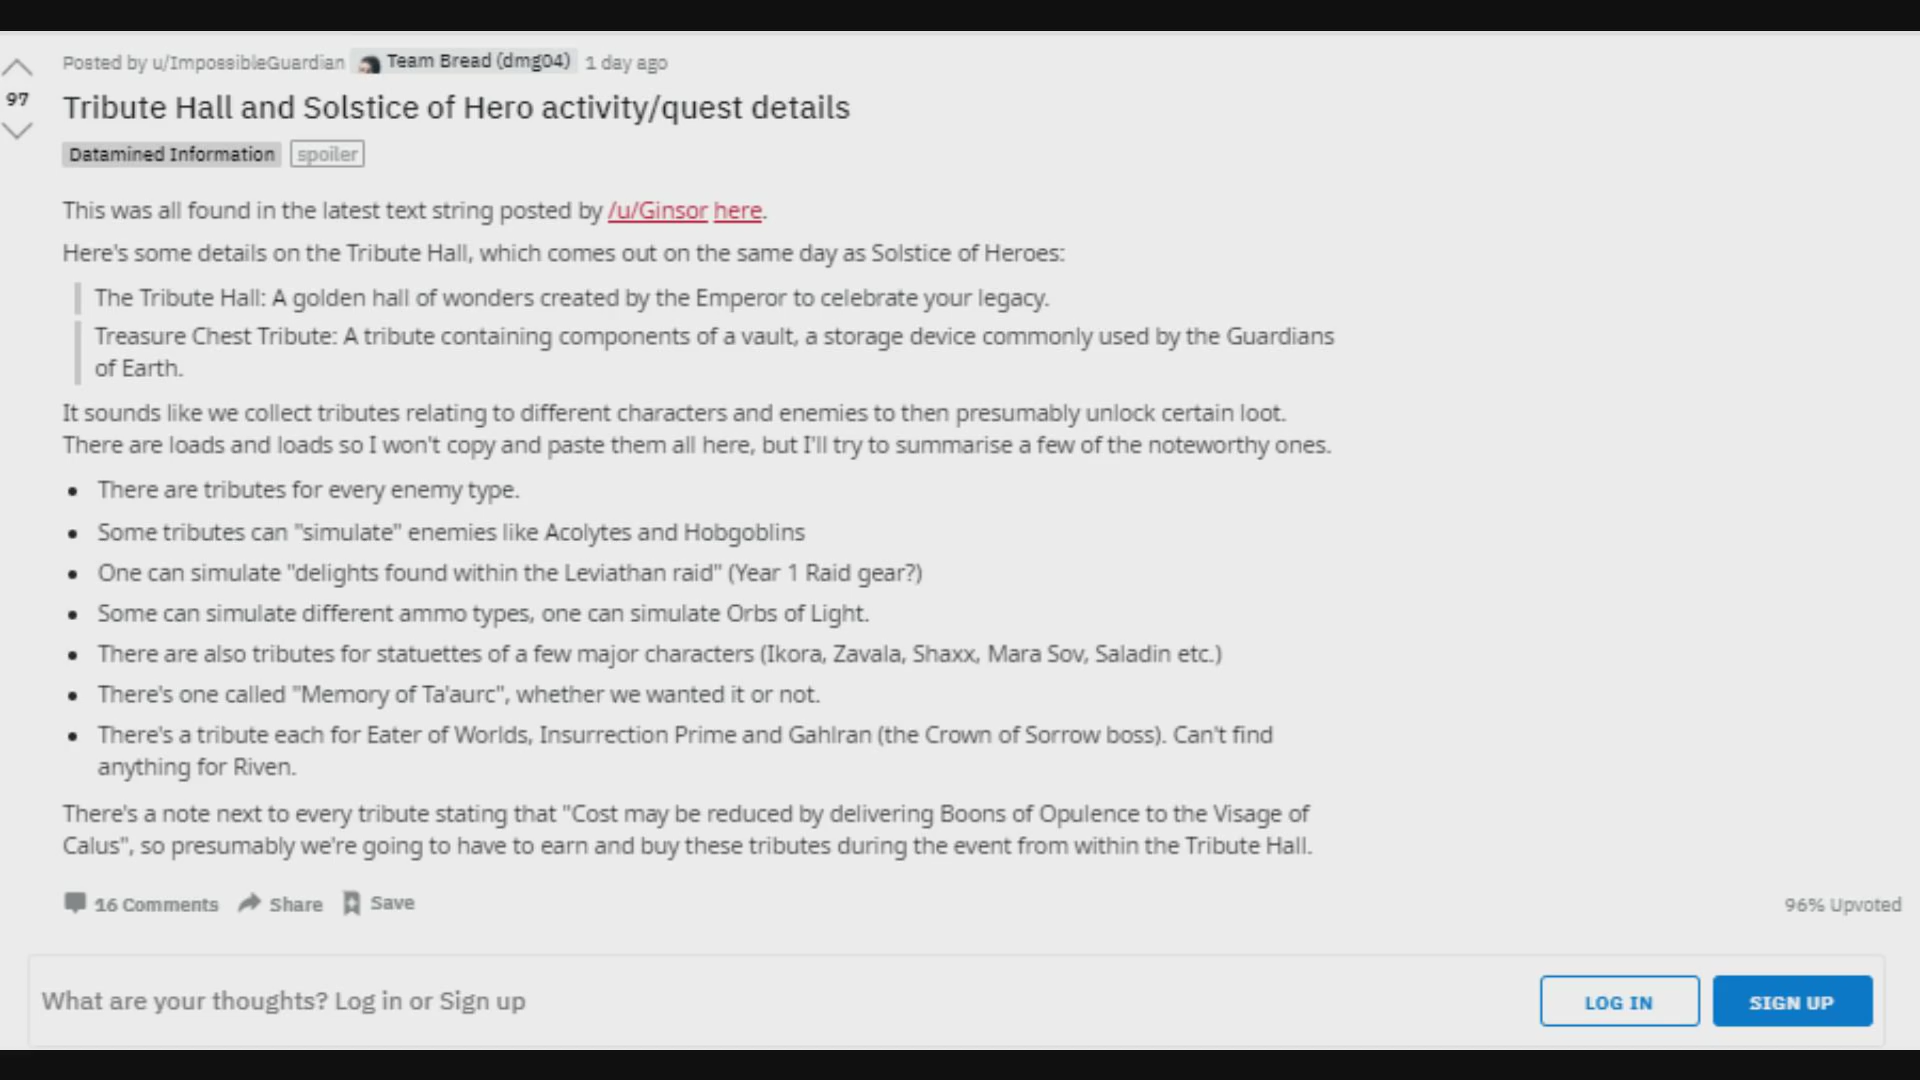 Posted by u/ImpossibleGuardian Team Bread (dmg04) 1 day ago
97
Tribute Hall and Solstice of Hero activity/quest details
Datamined Information spoiler
This was all found in the latest text string posted by /u/Ginsor here.
Here's some details on the Tribute Hall, which comes out on the same day as Solstice of Heroes:
The Tribute Hall: A golden hall of wonders created by the Emperor to celebrate your legacy.
Treasure Chest Tribute: A tribute containing components of a vault, a storage device commonly used by the Guardians
of Earth.
It sounds like we collect tributes relating to different characters and enemies to then presumably unlock certain loot.
There are loads and loads so I won't copy and paste them all here, but I'll try to summarise a few of the noteworthy ones.
• There are tributes for every enemy type.
• Some tributes can "simulate" enemies like Acolytes and Hobgoblins
• One can simulate "delights found within the Leviathan raid" (Year 1 Raid gear?)
• Some can simulate different ammo types, one can simulate Orbs of Light.
• There are also tributes for statuettes of a few major characters (Ikora, Zavala, Shaxx, Mara Sov, Saladin etc.)
• There's one called "Memory of Ta'aurc", whether we wanted it or not.
• There's a tribute each for Eater of Worlds, Insurrection Prime and Gahlran (the Crown of Sorrow boss). Can't find
anything for Riven.
There's a note next to every tribute stating that "Cost may be reduced by delivering Boons of Opulence to the Visage of
Calus", so presumably we're going to have to earn and buy these tributes during the event from within the Tribute Hall.
16 Comments Share Save 96% Upvoted
What are your thoughts? Log in or Sign up LOG IN SIGN UP